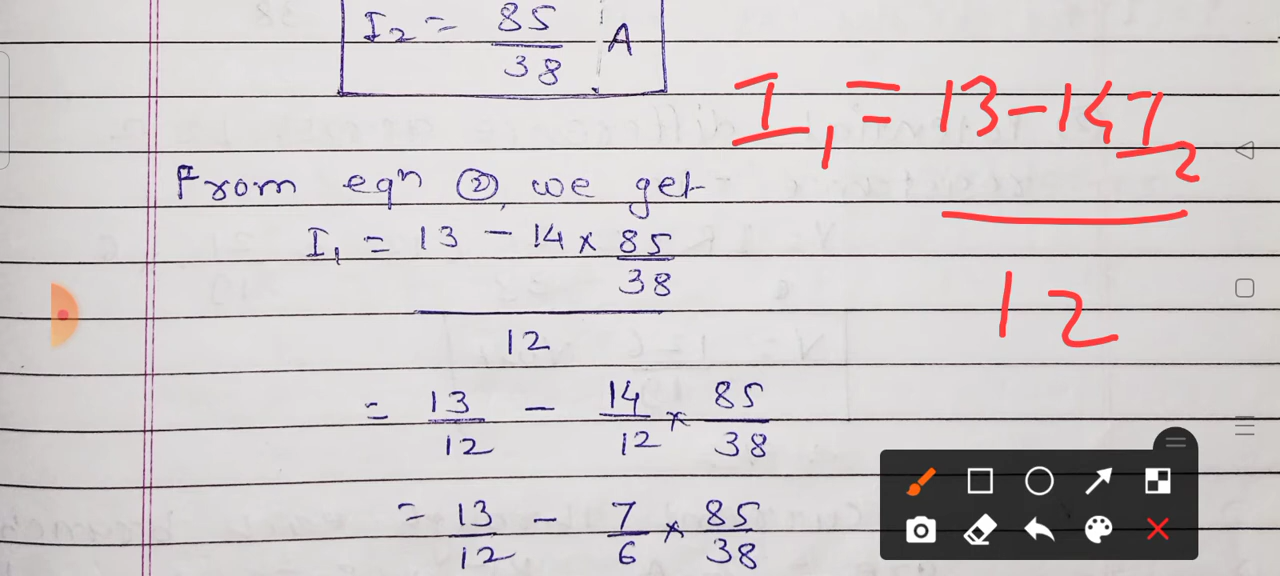 I₂ = 85/38 A
I₁ = 13-14I₂
12
From eqn ②, we get
I₁ = 13 - 14 × 85/38
12
= 13/12 - 14/12 × 85/38
= 13/12 - 7/6 × 85/38